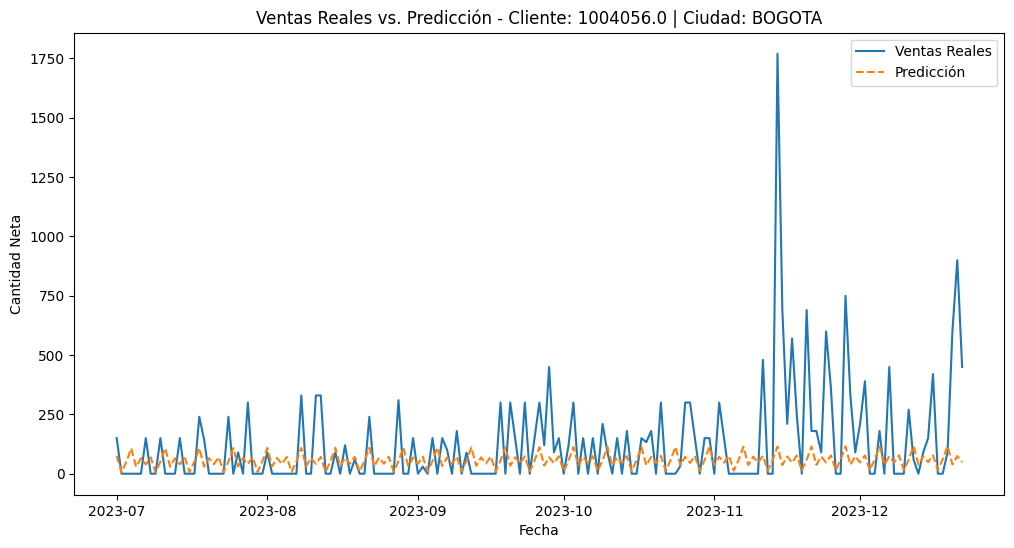 Ventas Reales vs. Predicción - Cliente: 1004056.0 | Ciudad: BOGOTA
Ventas Reales
Predicción
Cantidad Neta
1750
1500
1250
1000
750
500
250
0
2023-07
2023-08
2023-09
2023-10
2023-11
2023-12
Fecha